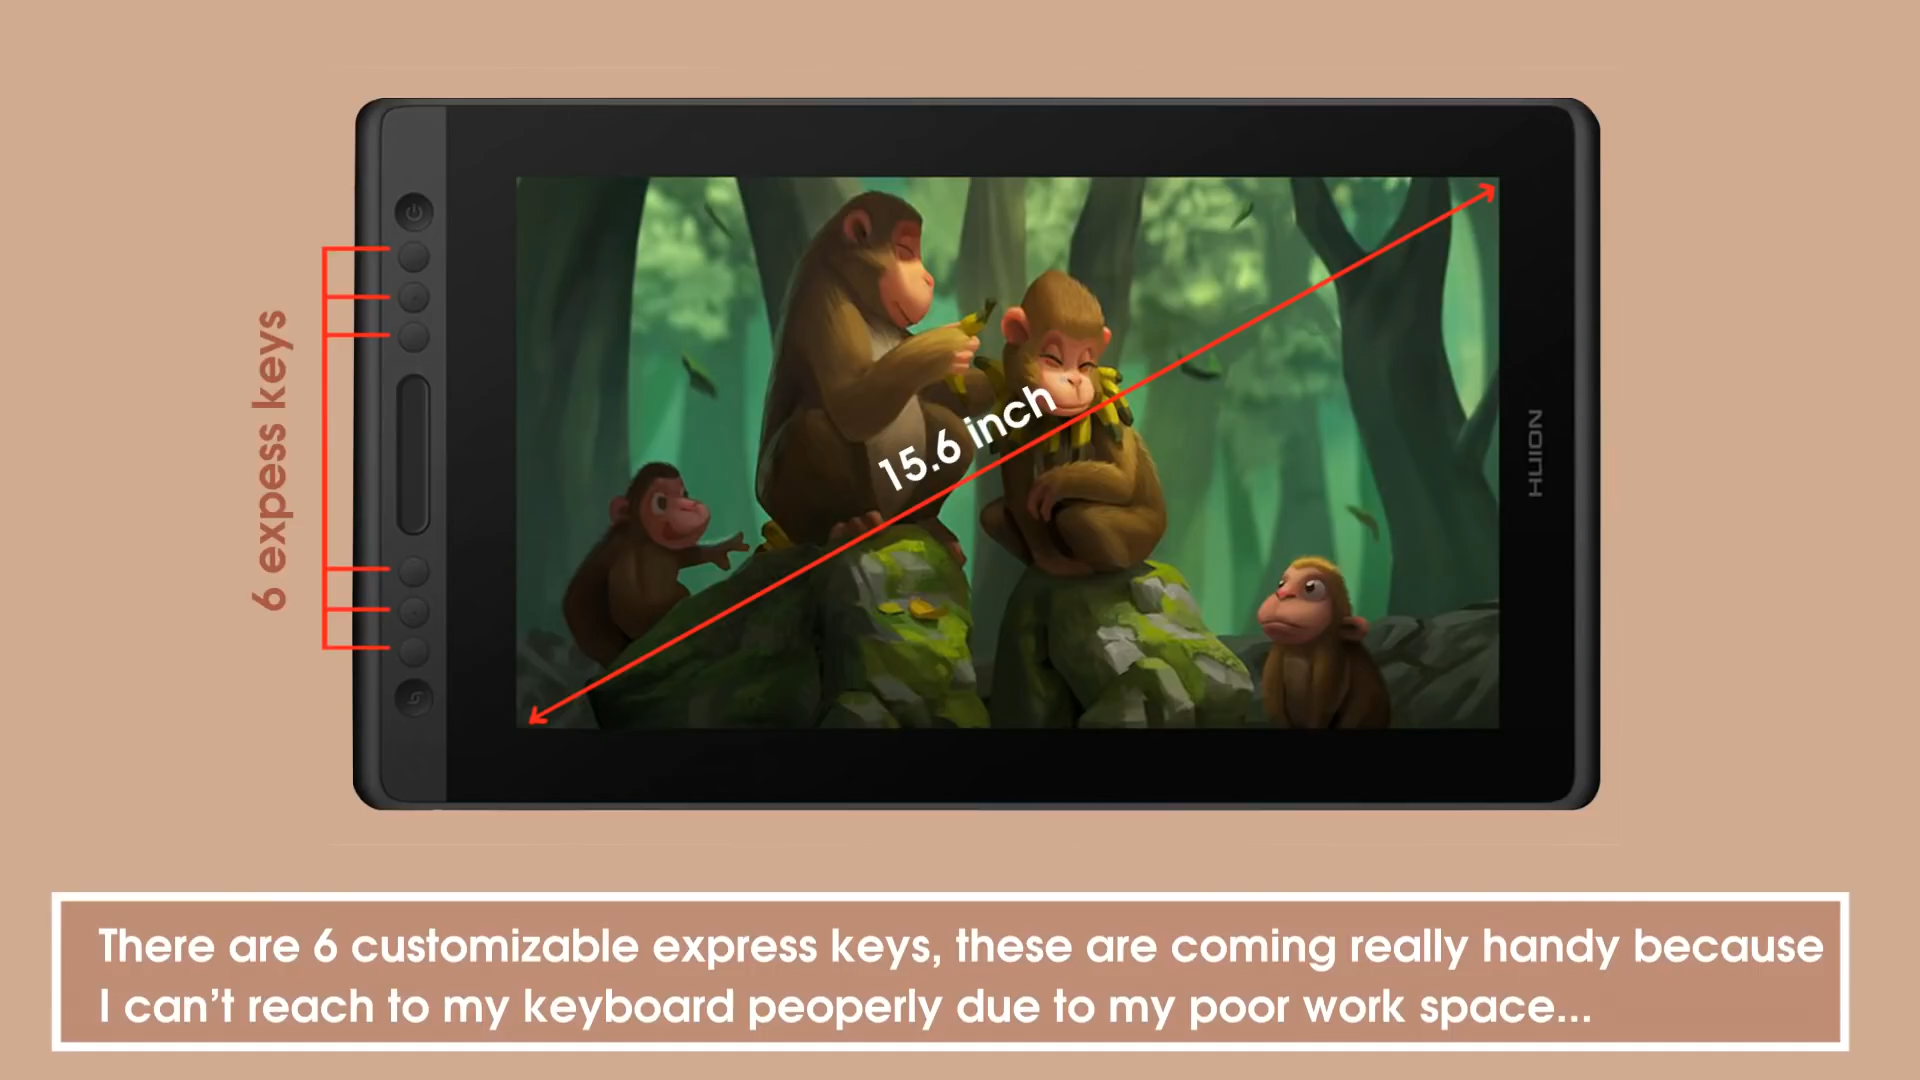 6 expess keys
15.6 inch
HUION
There are 6 customizable express keys, these are coming really handy because
I can't reach to my keyboard peoperly due to my poor work space...